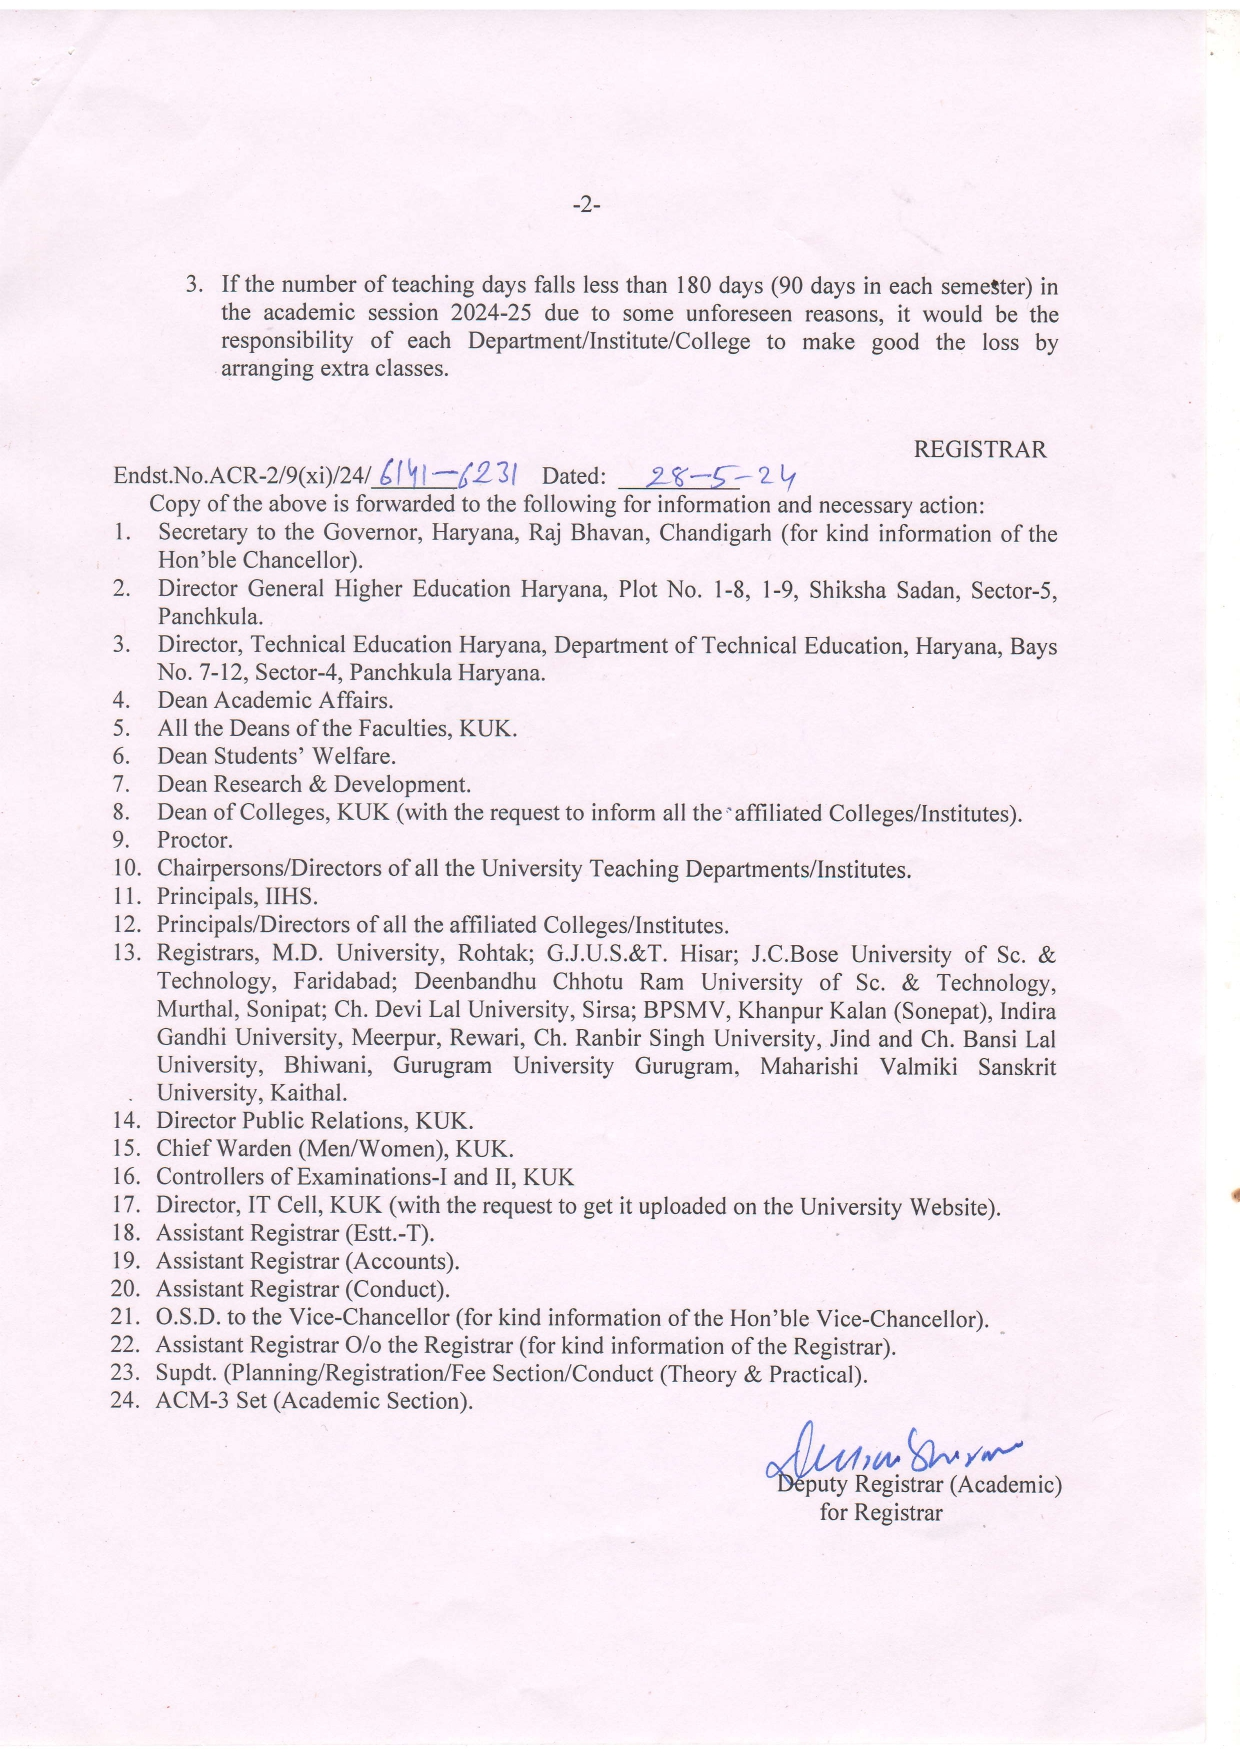 -2-
3. If the number of teaching days falls less than 180 days (90 days in each semester) in
the academic session 2024-25 due to some unforeseen reasons, it would be the
responsibility of each Department/Institute/College to make good the loss by
arranging extra classes.
REGISTRAR
Endst.No.ACR-2/9(xi)/24/6141-6231 Dated: 28-5-24
Copy of the above is forwarded to the following for information and necessary action:
1. Secretary to the Governor, Haryana, Raj Bhavan, Chandigarh (for kind information of the
Hon’ble Chancellor).
2. Director General Higher Education Haryana, Plot No. 1-8, 1-9, Shiksha Sadan, Sector-5,
Panchkula.
3. Director, Technical Education Haryana, Department of Technical Education, Haryana, Bays
No. 7-12, Sector-4, Panchkula Haryana.
4. Dean Academic Affairs.
5. All the Deans of the Faculties, KUK.
6. Dean Students’ Welfare.
7. Dean Research & Development.
8. Dean of Colleges, KUK (with the request to inform all the affiliated Colleges/Institutes).
9. Proctor.
10. Chairpersons/Directors of all the University Teaching Departments/Institutes.
11. Principals, IIHS.
12. Principals/Directors of all the affiliated Colleges/Institutes.
13. Registrars, M.D. University, Rohtak; G.J.U.S.&T. Hisar; J.C.Bose University of Sc. &
Technology, Faridabad; Deenbandhu Chhotu Ram University of Sc. & Technology,
Murthal, Sonipat; Ch. Devi Lal University, Sirsa; BPSMV, Khanpur Kalan (Sonepat), Indira
Gandhi University, Meerpur, Rewari, Ch. Ranbir Singh University, Jind and Ch. Bansi Lal
University, Bhiwani, Gurugram University Gurugram, Maharishi Valmiki Sanskrit
University, Kaithal.
14. Director Public Relations, KUK.
15. Chief Warden (Men/Women), KUK.
16. Controllers of Examinations-I and II, KUK
17. Director, IT Cell, KUK (with the request to get it uploaded on the University Website).
18. Assistant Registrar (Estt.-T).
19. Assistant Registrar (Accounts).
20. Assistant Registrar (Conduct).
21. O.S.D. to the Vice-Chancellor (for kind information of the Hon’ble Vice-Chancellor).
22. Assistant Registrar O/o the Registrar (for kind information of the Registrar).
23. Supdt. (Planning/Registration/Fee Section/Conduct (Theory & Practical).
24. ACM-3 Set (Academic Section).
Deputy Registrar (Academic)
for Registrar